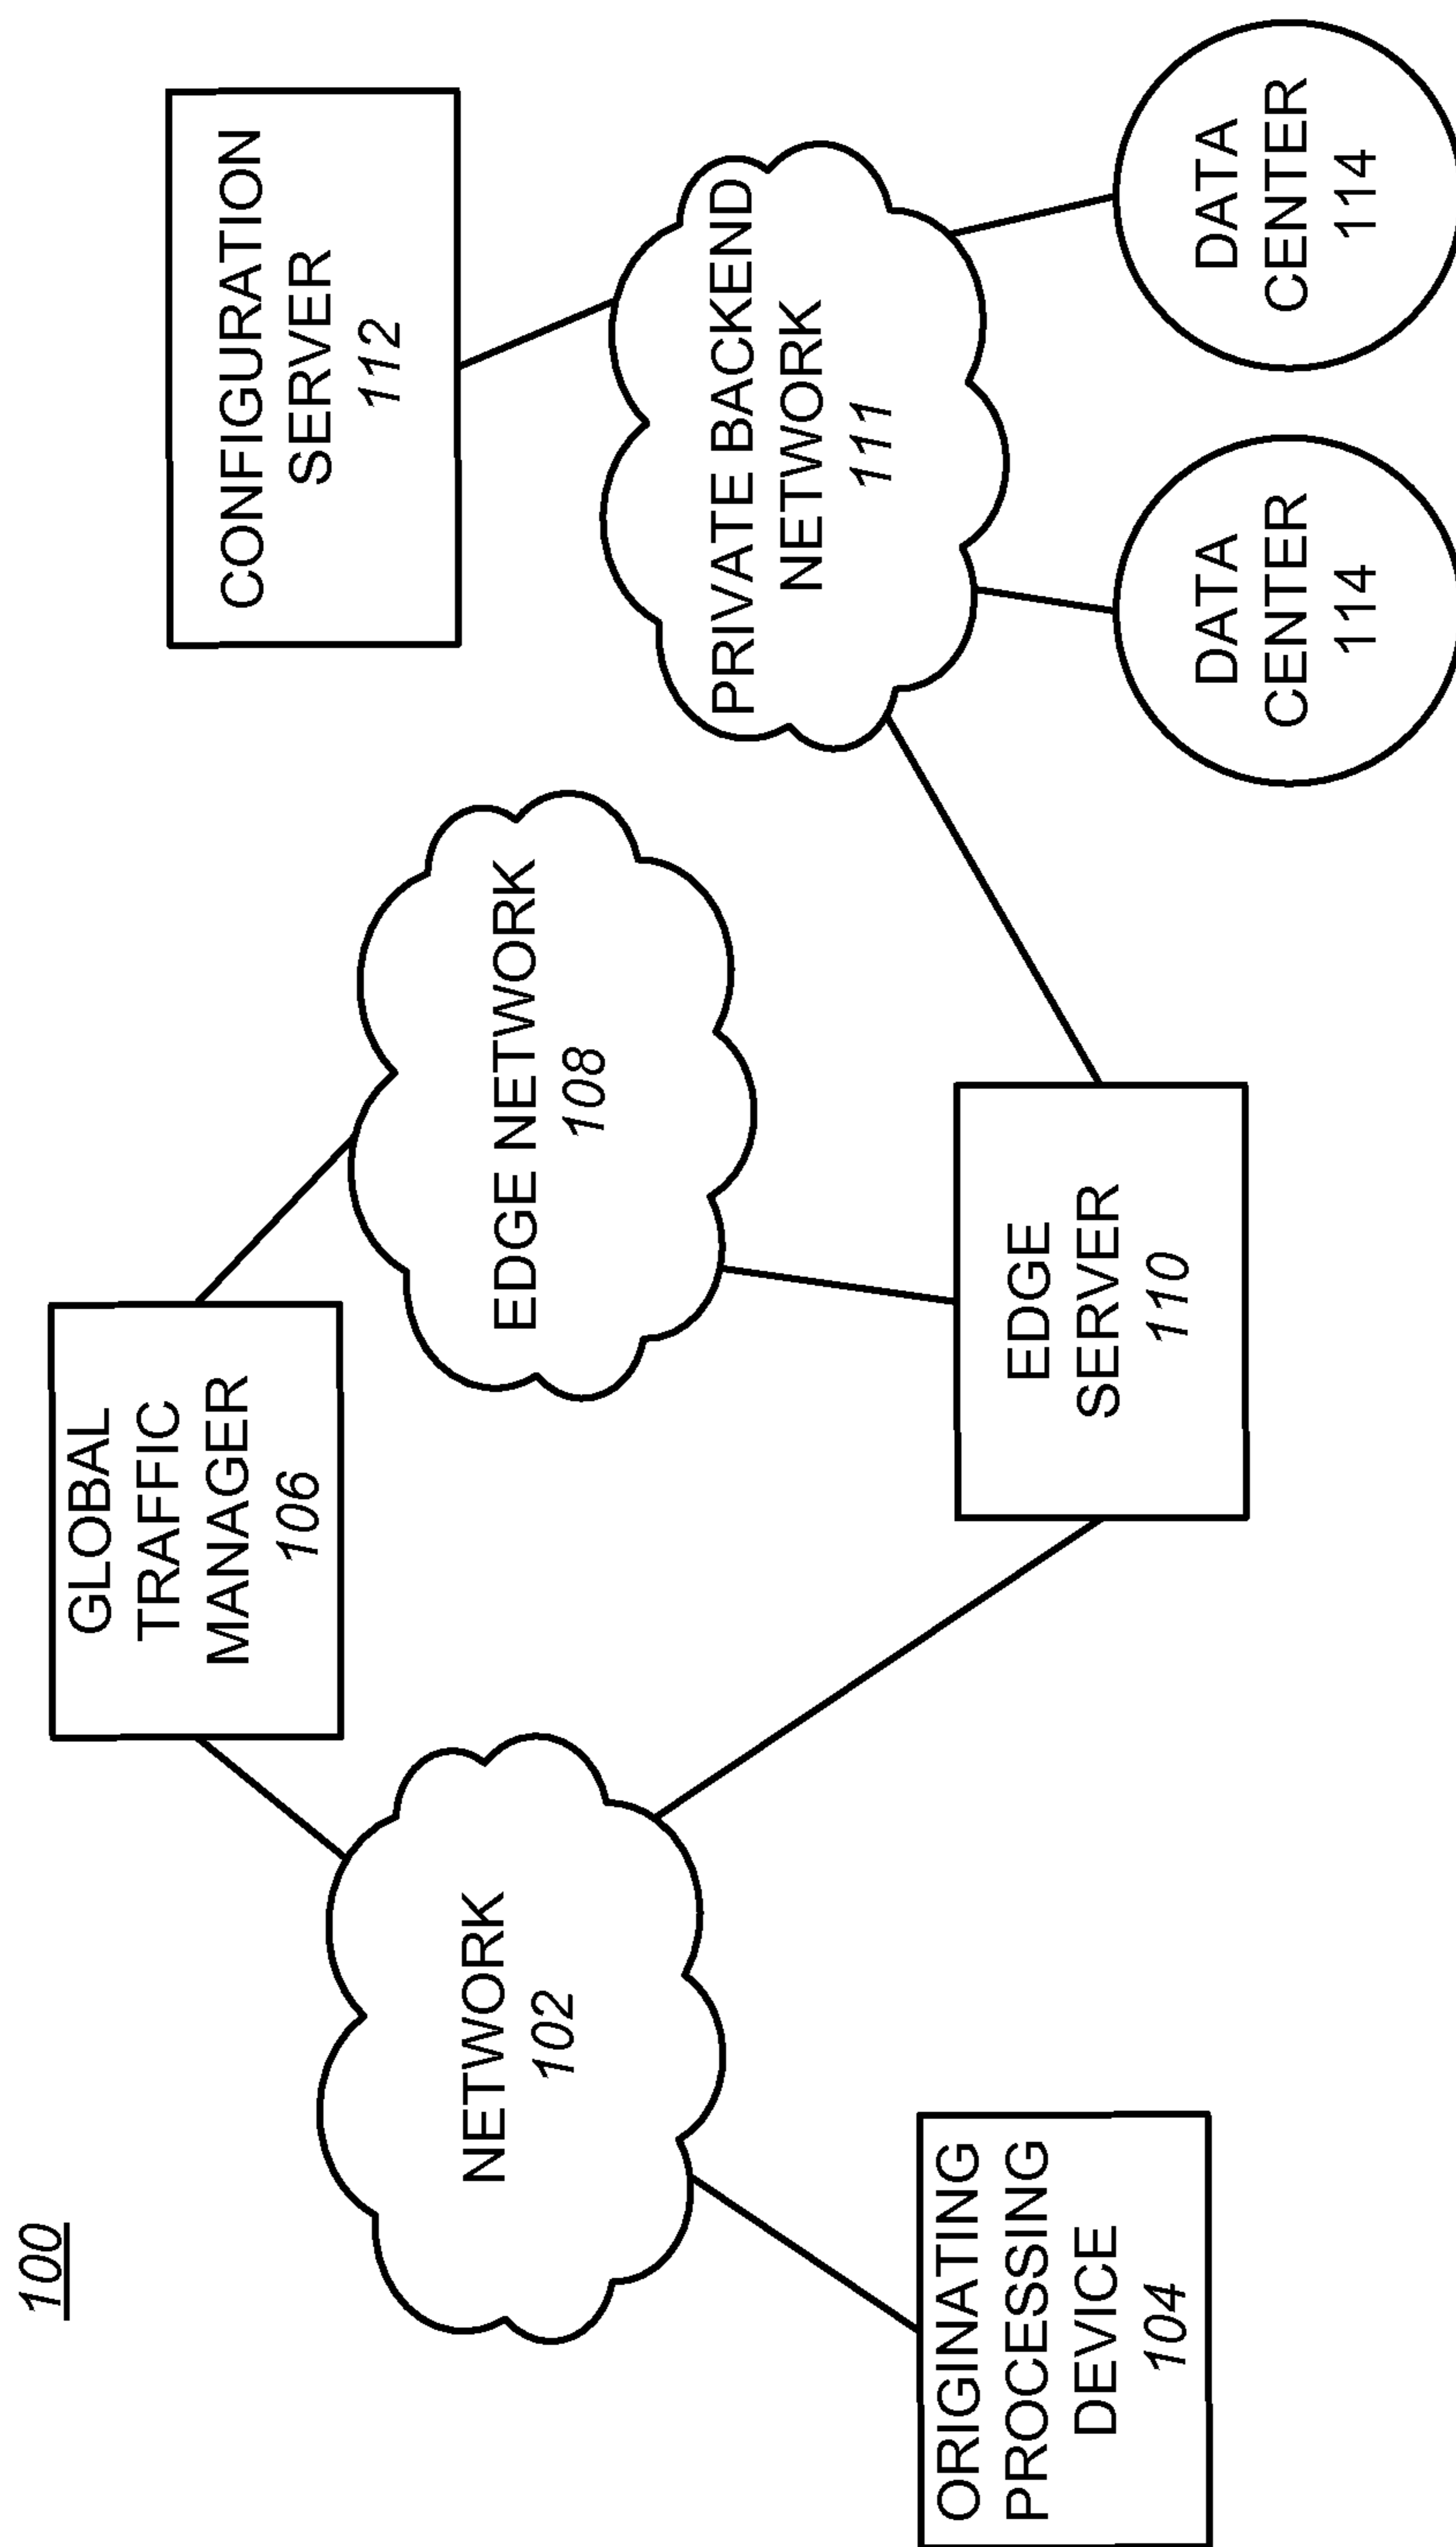 100
GLOBAL
TRAFFIC
MANAGER
106
CONFIGURATION
SERVER
112
NETWORK
102
EDGE NETWORK
108
PRIVATE BACKEND
NETWORK
111
ORIGINATING
PROCESSING
DEVICE
104
EDGE
SERVER
110
DATA
CENTER
114
DATA
CENTER
114